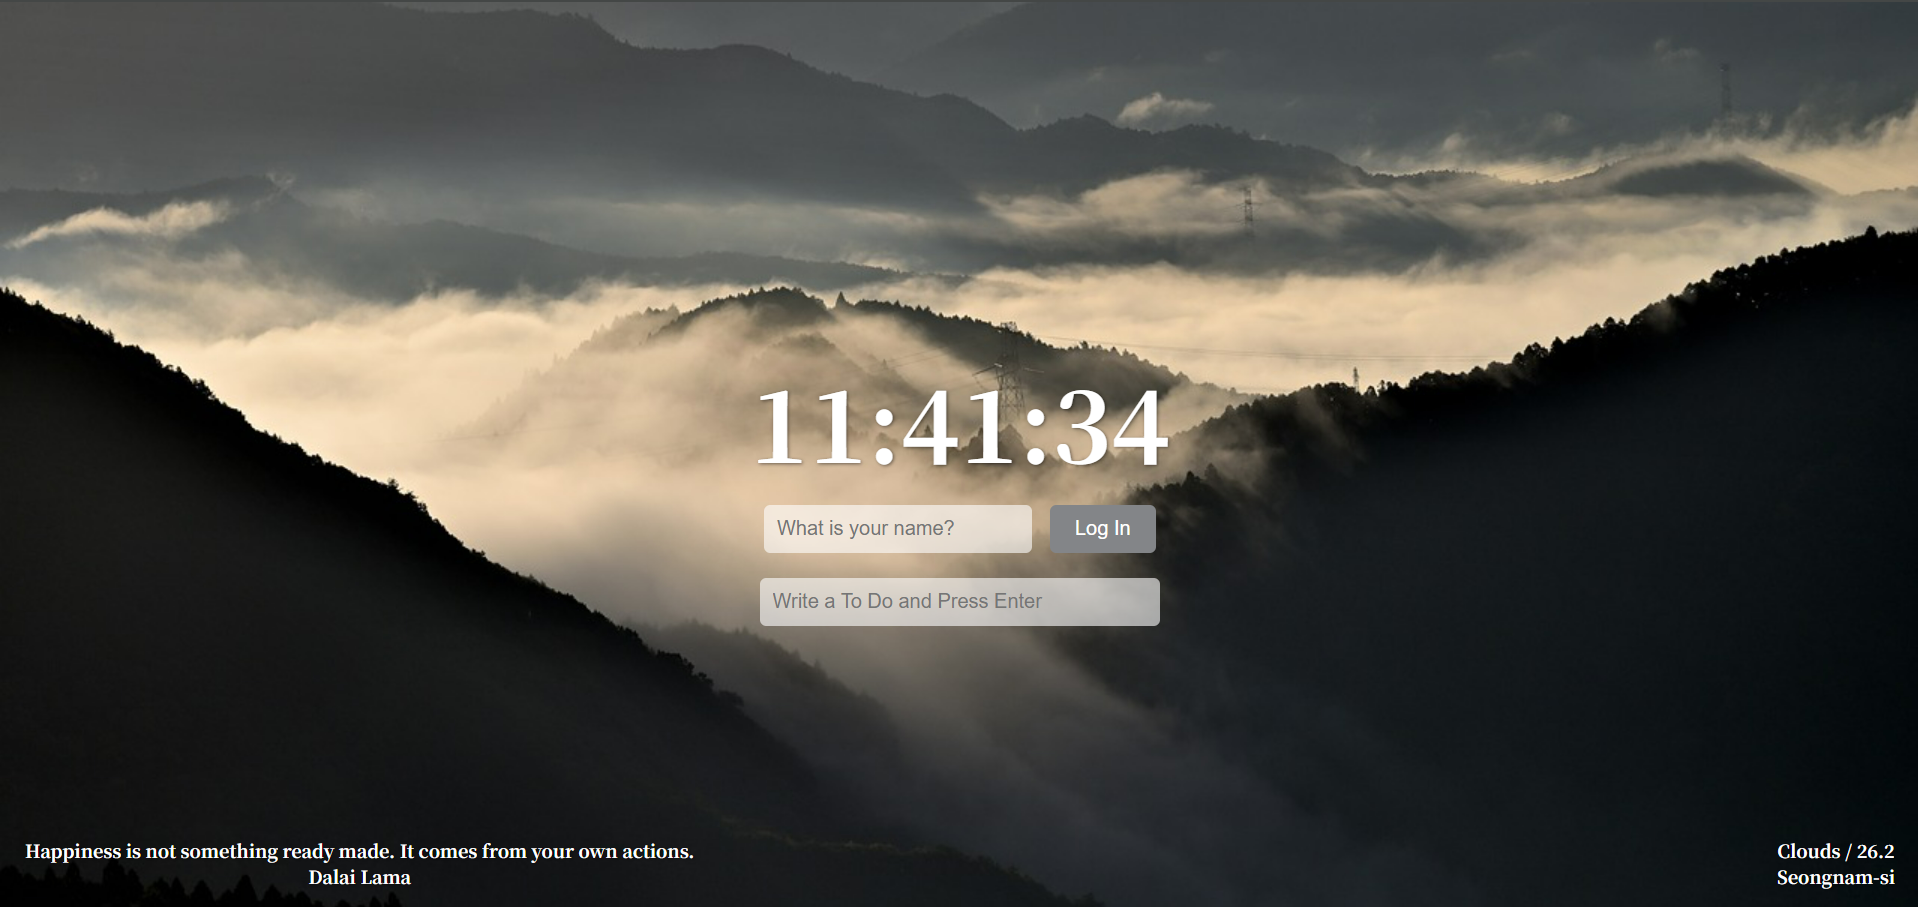 11:41:34
What is your name?
Log In
Write a To Do and Press Enter
Happiness is not something ready made. It comes from your own actions.
Dalai Lama
Clouds / 26.2
Seongnam-si